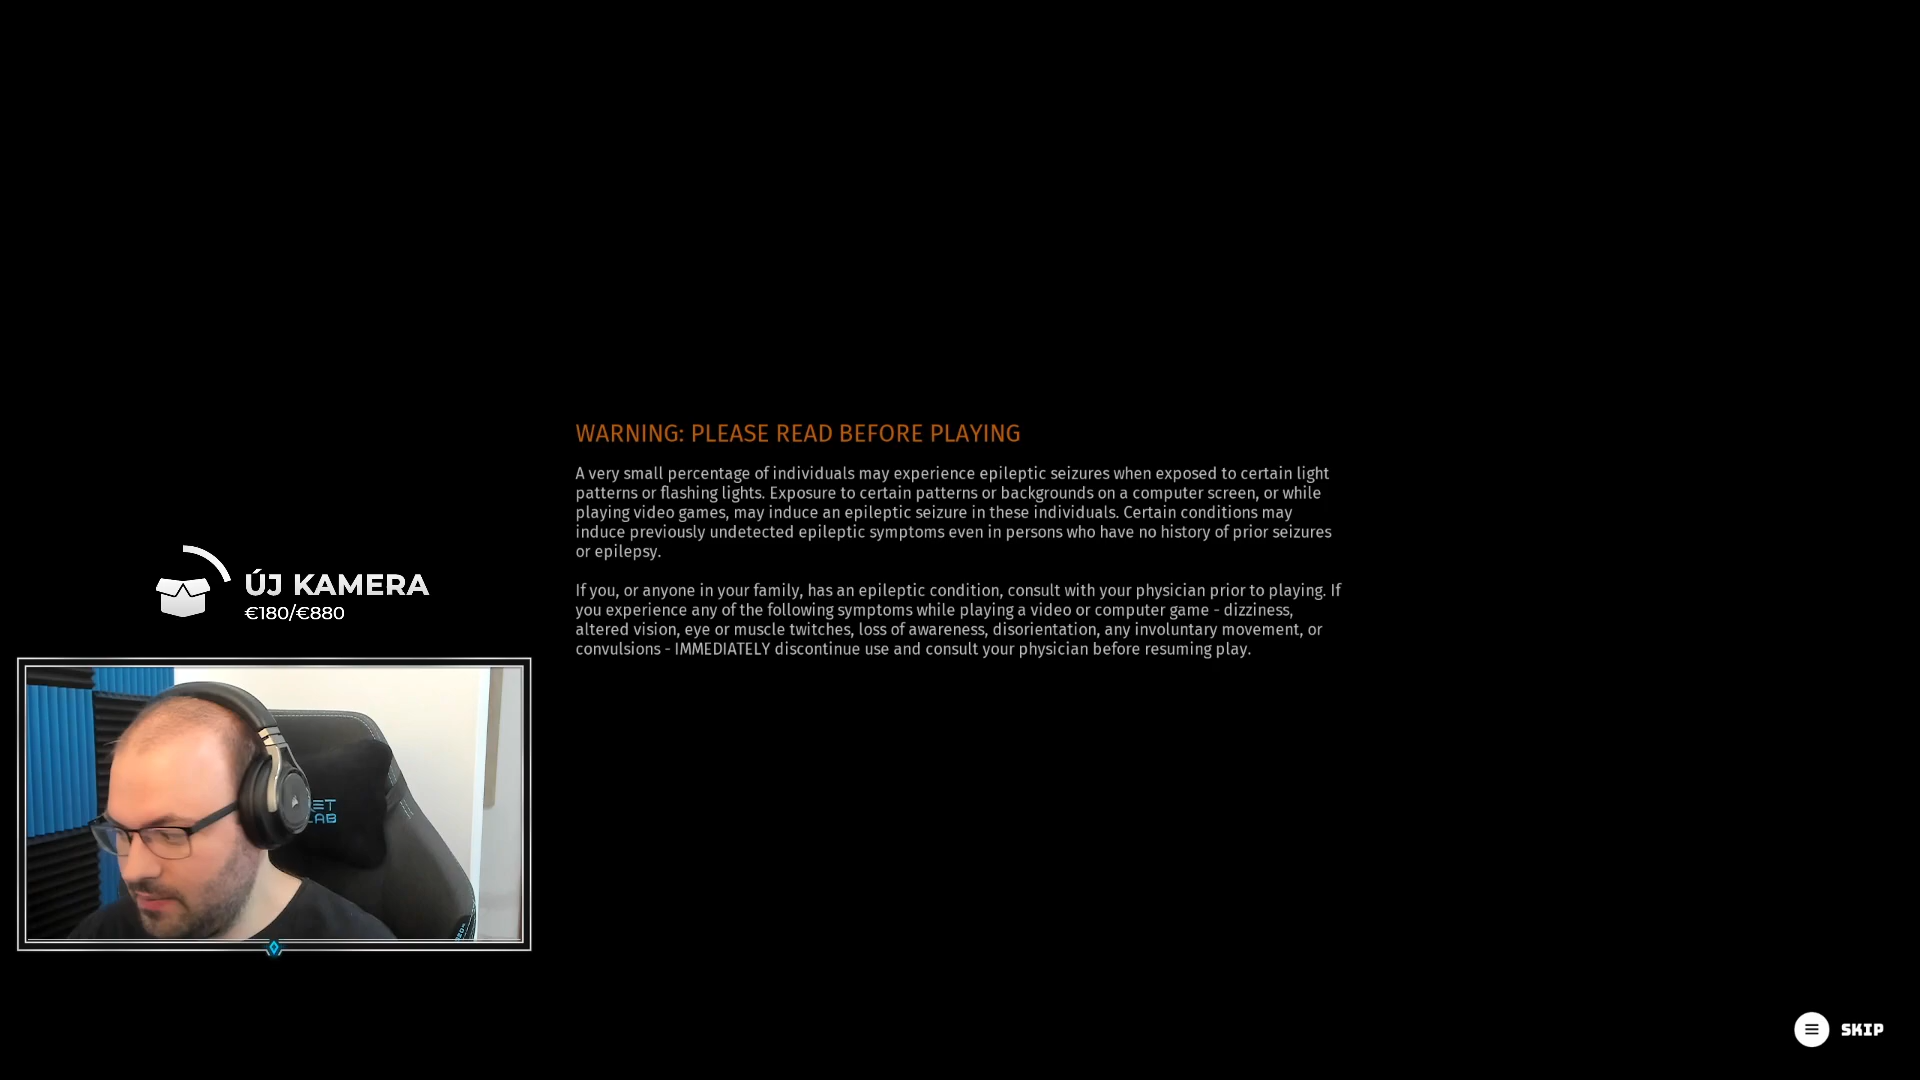 WARNING: PLEASE READ BEFORE PLAYING
A very small percentage of individuals may experience epileptic seizures when exposed to certain light
patterns or flashing lights. Exposure to certain patterns or backgrounds on a computer screen, or while
playing video games, may induce an epileptic seizure in these individuals. Certain conditions may
induce previously undetected epileptic symptoms even in persons who have no history of prior seizures
or epilepsy.
If you, or anyone in your family, has an epileptic condition, consult with your physician prior to playing. If
you experience any of the following symptoms while playing a video or computer game - dizziness,
altered vision, eye or muscle twitches, loss of awareness, disorientation, any involuntary movement, or
convulsions - IMMEDIATELY discontinue use and consult your physician before resuming play.
ÚJ KAMERA
€180/€880
SKIP